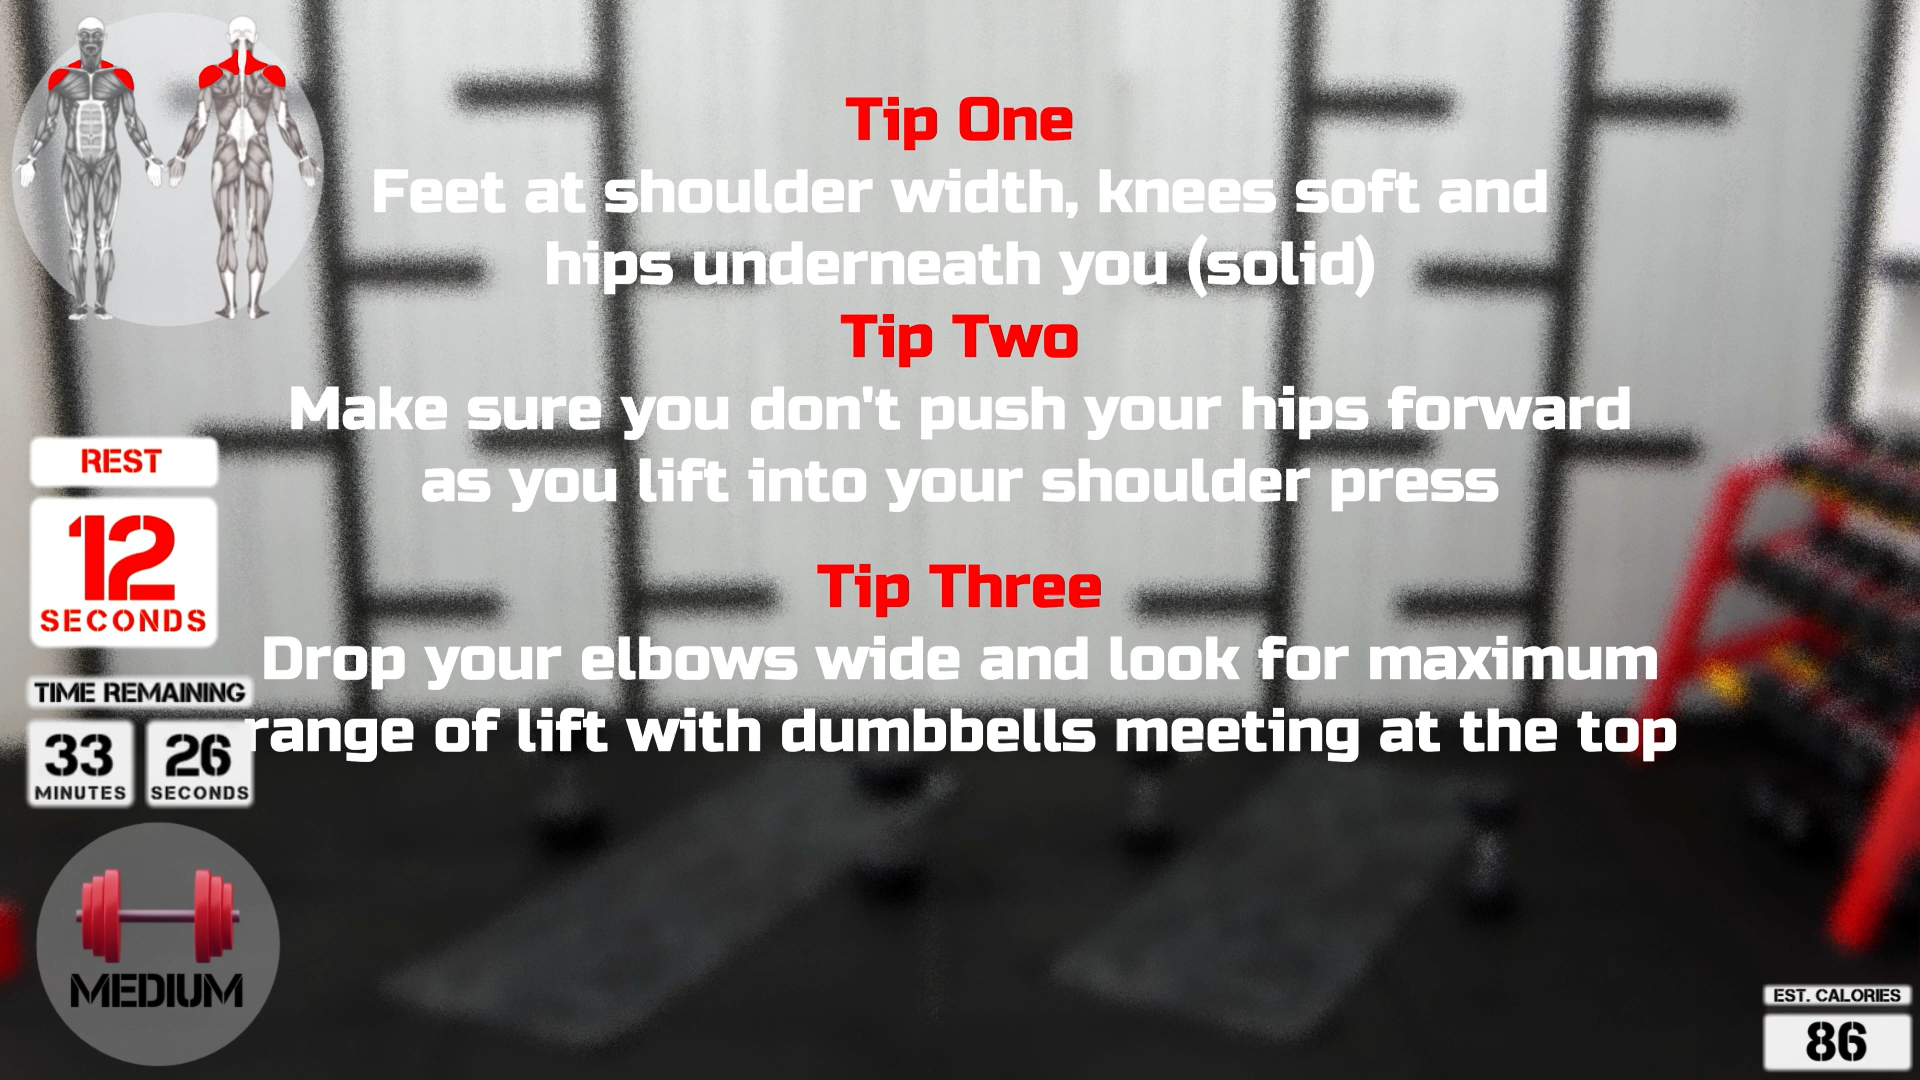 Tip One
Feet at shoulder width, knees soft and
hips underneath you (solid)
Tip Two
Make sure you don't push your hips forward
as you lift into your shoulder press
Tip Three
Drop your elbows wide and look for maximum
range of lift with dumbbells meeting at the top
REST
12
SECONDS
TIME REMAINING
33 26
MINUTES SECONDS
MEDIUM
EST. CALORIES
86